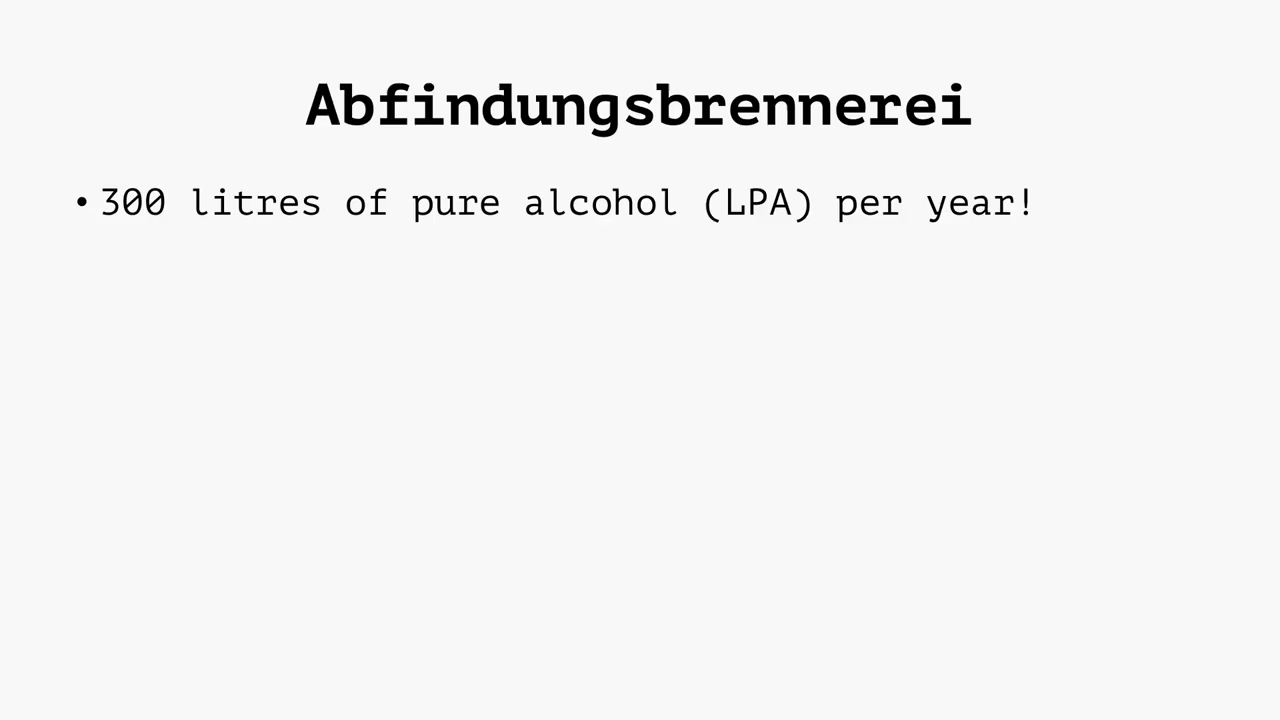 Abfindungsbrennerei
• 300 litres of pure alcohol (LPA) per year!